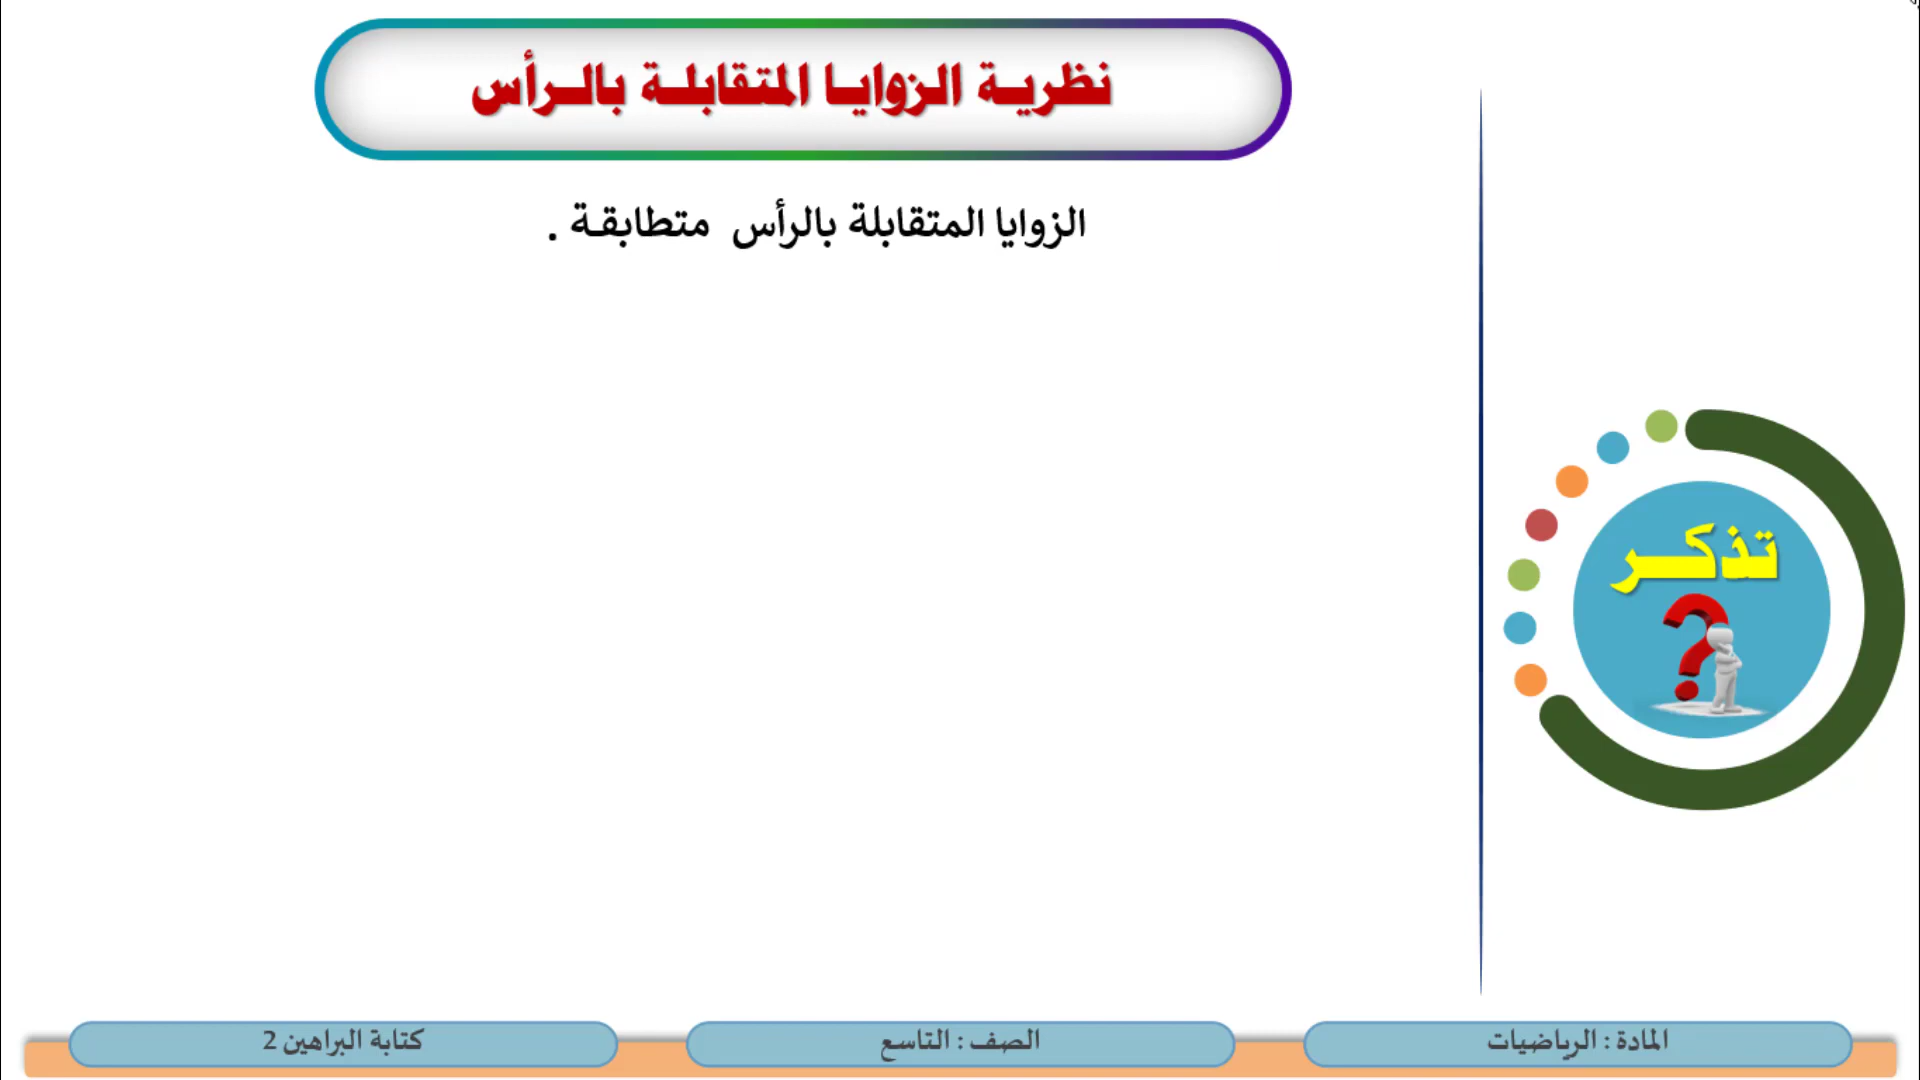 نظرية الزوايا المتقابلة بالرأس
الزوايا المتقابلة بالرأس متطابقة .
تذكر
المادة : الرياضيات
الصف : التاسع
كتابة البراهين 2